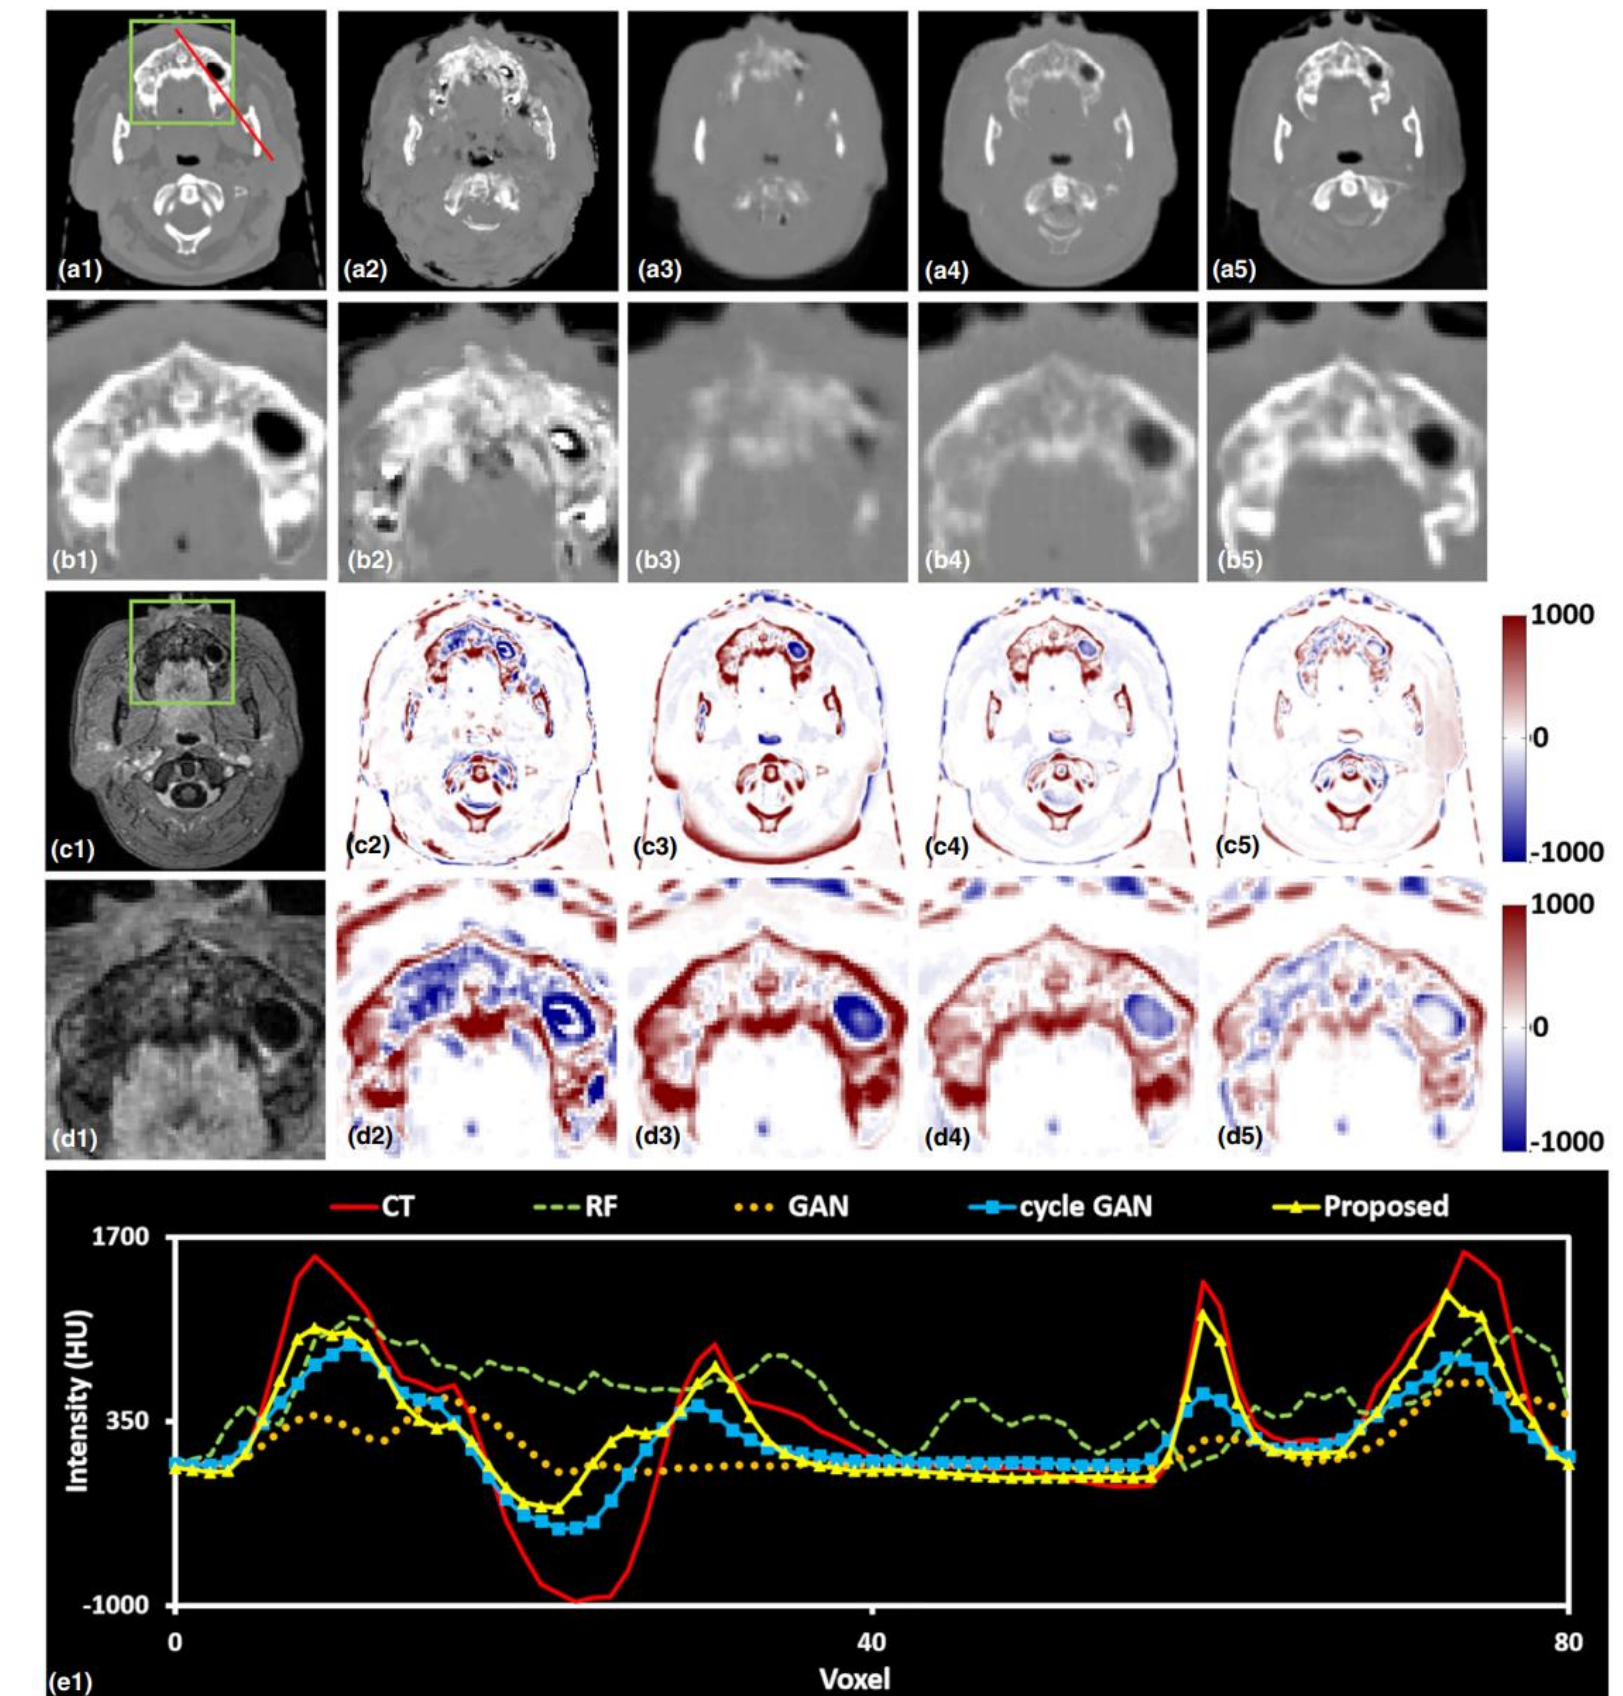 (a1) (a2) (a3) (a4) (a5)
(b1) (b2) (b3) (b4) (b5)
1000
0
-1000
(c1) (c2) (c3) (c4) (c5)
1000
0
-1000
(d1) (d2) (d3) (d4) (d5)
CT RF GAN cycle GAN Proposed
1700
350
-1000
Intensity (HU)
0 40 80
Voxel
(e1)